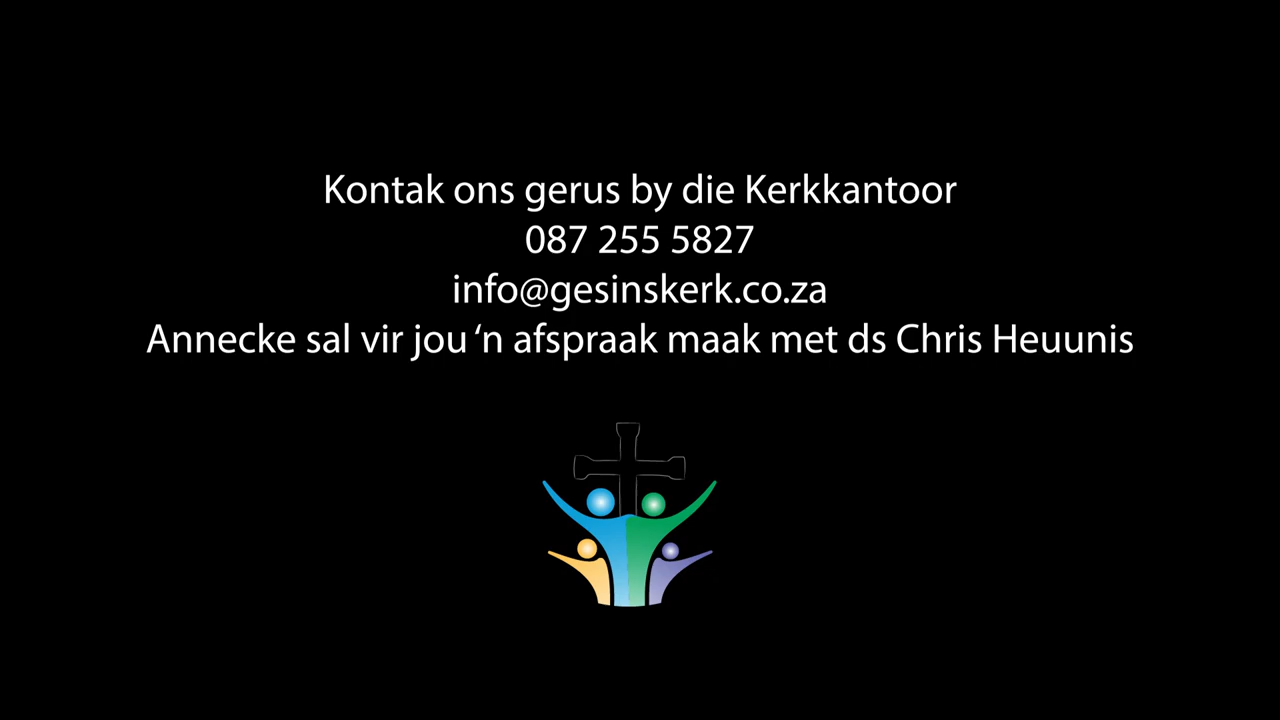 Kontak ons gerus by die Kerkkantoor
087 255 5827
info@gesinskerk.co.za
Annecke sal vir jou ‘n afspraak maak met ds Chris Heuunis